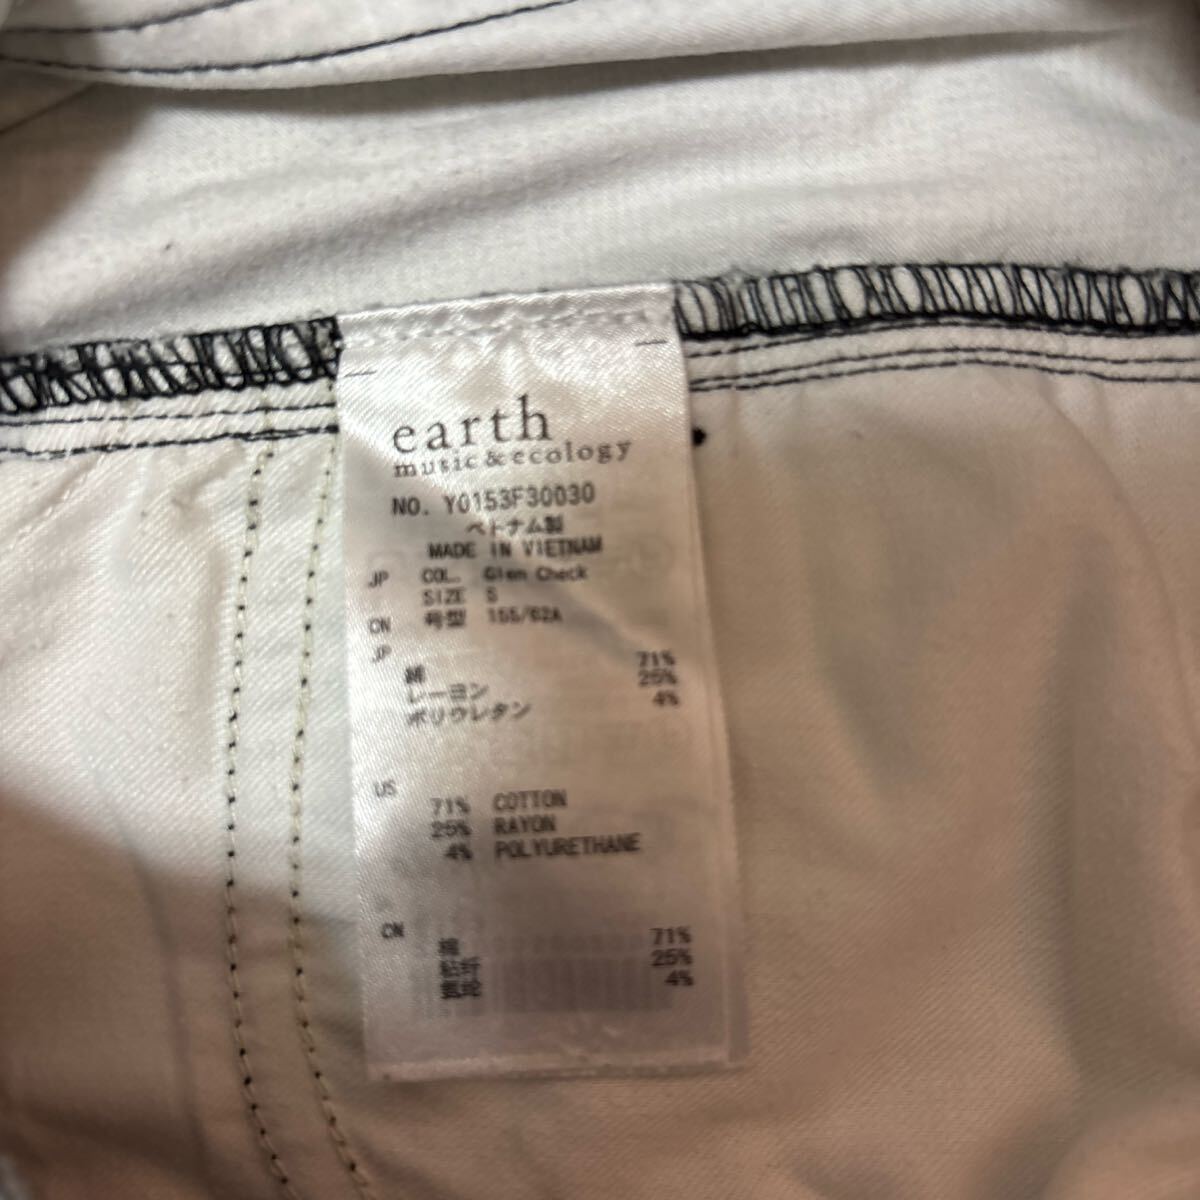 earth
music & ecology
NO. Y0153F30030
ベトナム製
MADE IN VIETNAM
JP COL. Glen Check
SIZE S
CN 号型 155/62A
JP
綿 71%
レーヨン 25%
ポリウレタン 4%
US
71% COTTON
25% RAYON
4% POLYURETHANE
CN
棉 71%
粘纤 25%
氨纶 4%